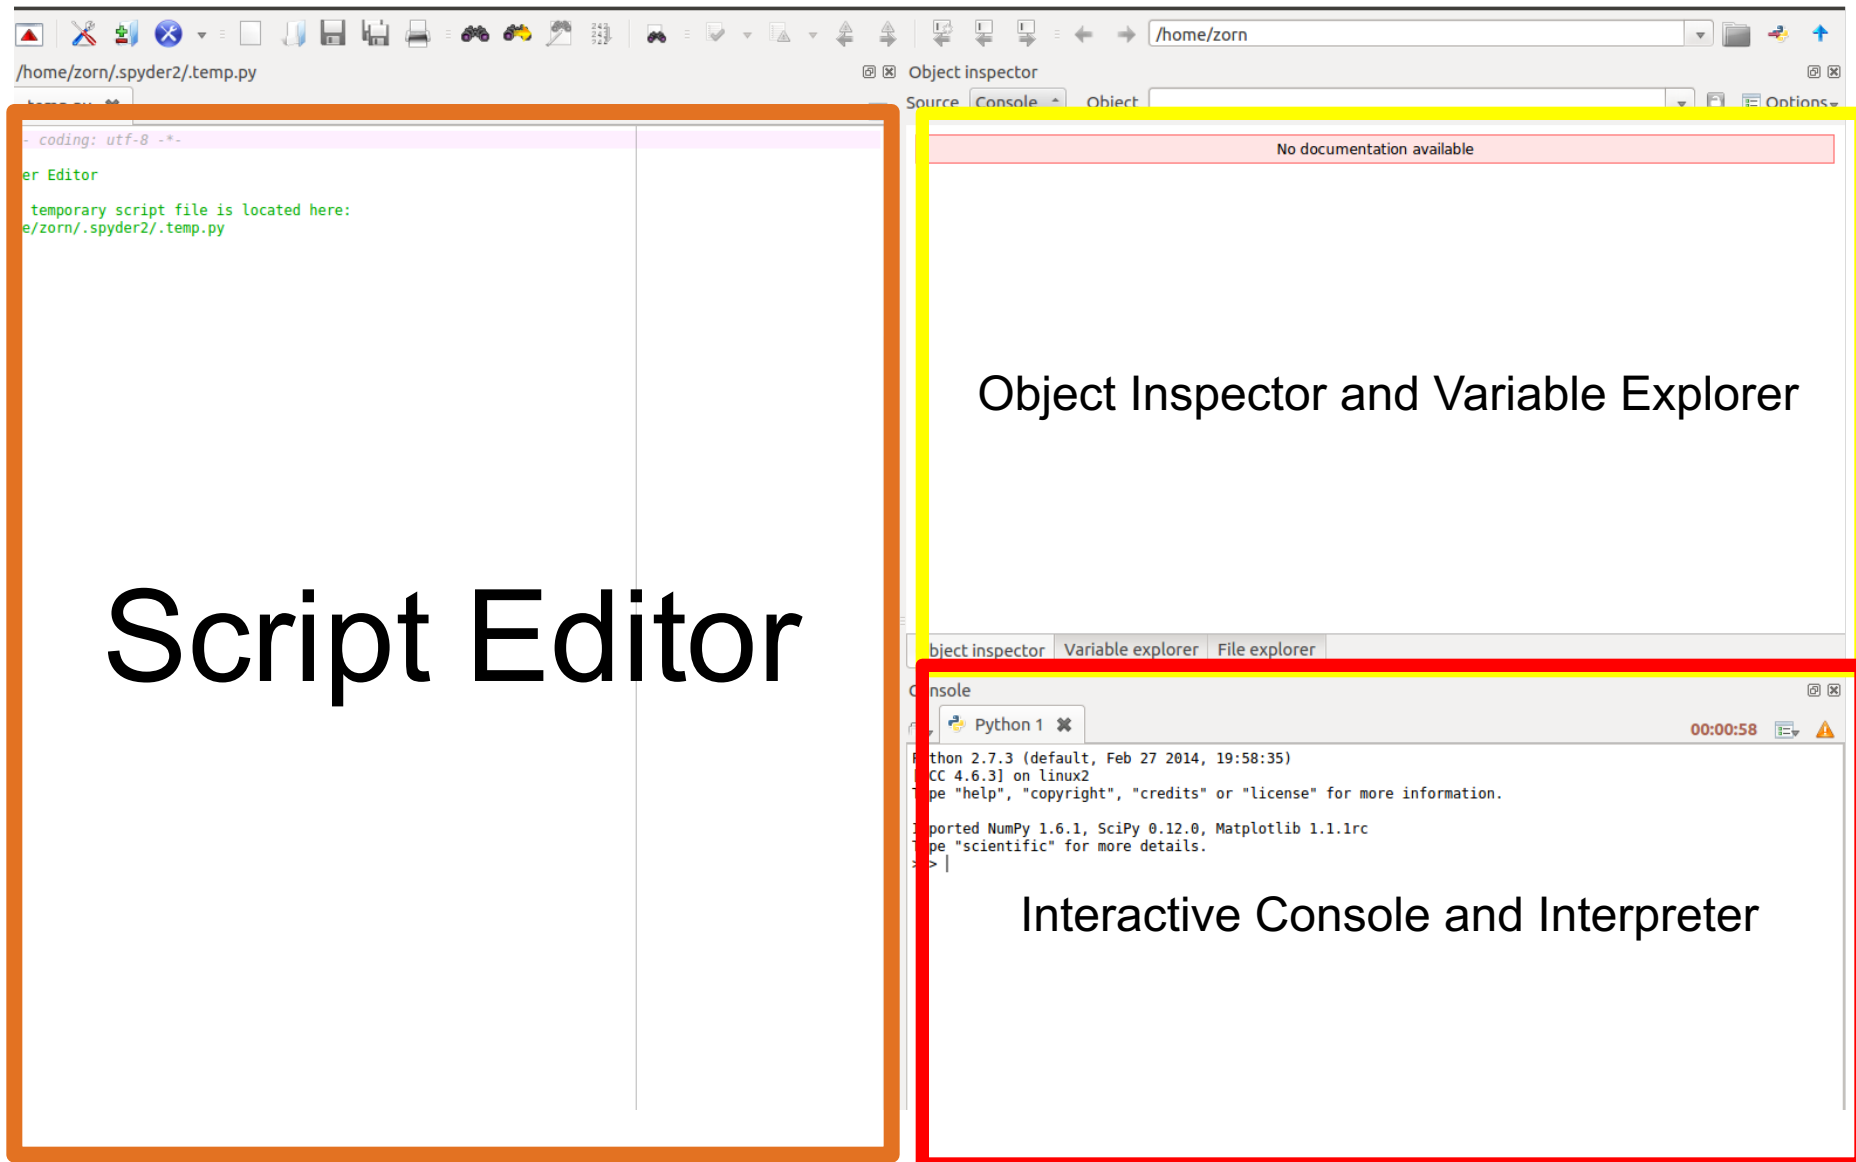 /home/zorn
/home/zorn/.spyder2/.temp.py
Object inspector
Source Console Object Options
- coding: utf-8 -*-
er Editor
temporary script file is located here:
e/zorn/.spyder2/.temp.py
No documentation available
Object Inspector and Variable Explorer
Script Editor
bject inspector Variable explorer File explorer
nsole
Python 1
00:00:58
thon 2.7.3 (default, Feb 27 2014, 19:58:35)
CC 4.6.3] on linux2
pe "help", "copyright", "credits" or "license" for more information.
ported NumPy 1.6.1, SciPy 0.12.0, Matplotlib 1.1.1rc
pe "scientific" for more details.
> >
Interactive Console and Interpreter